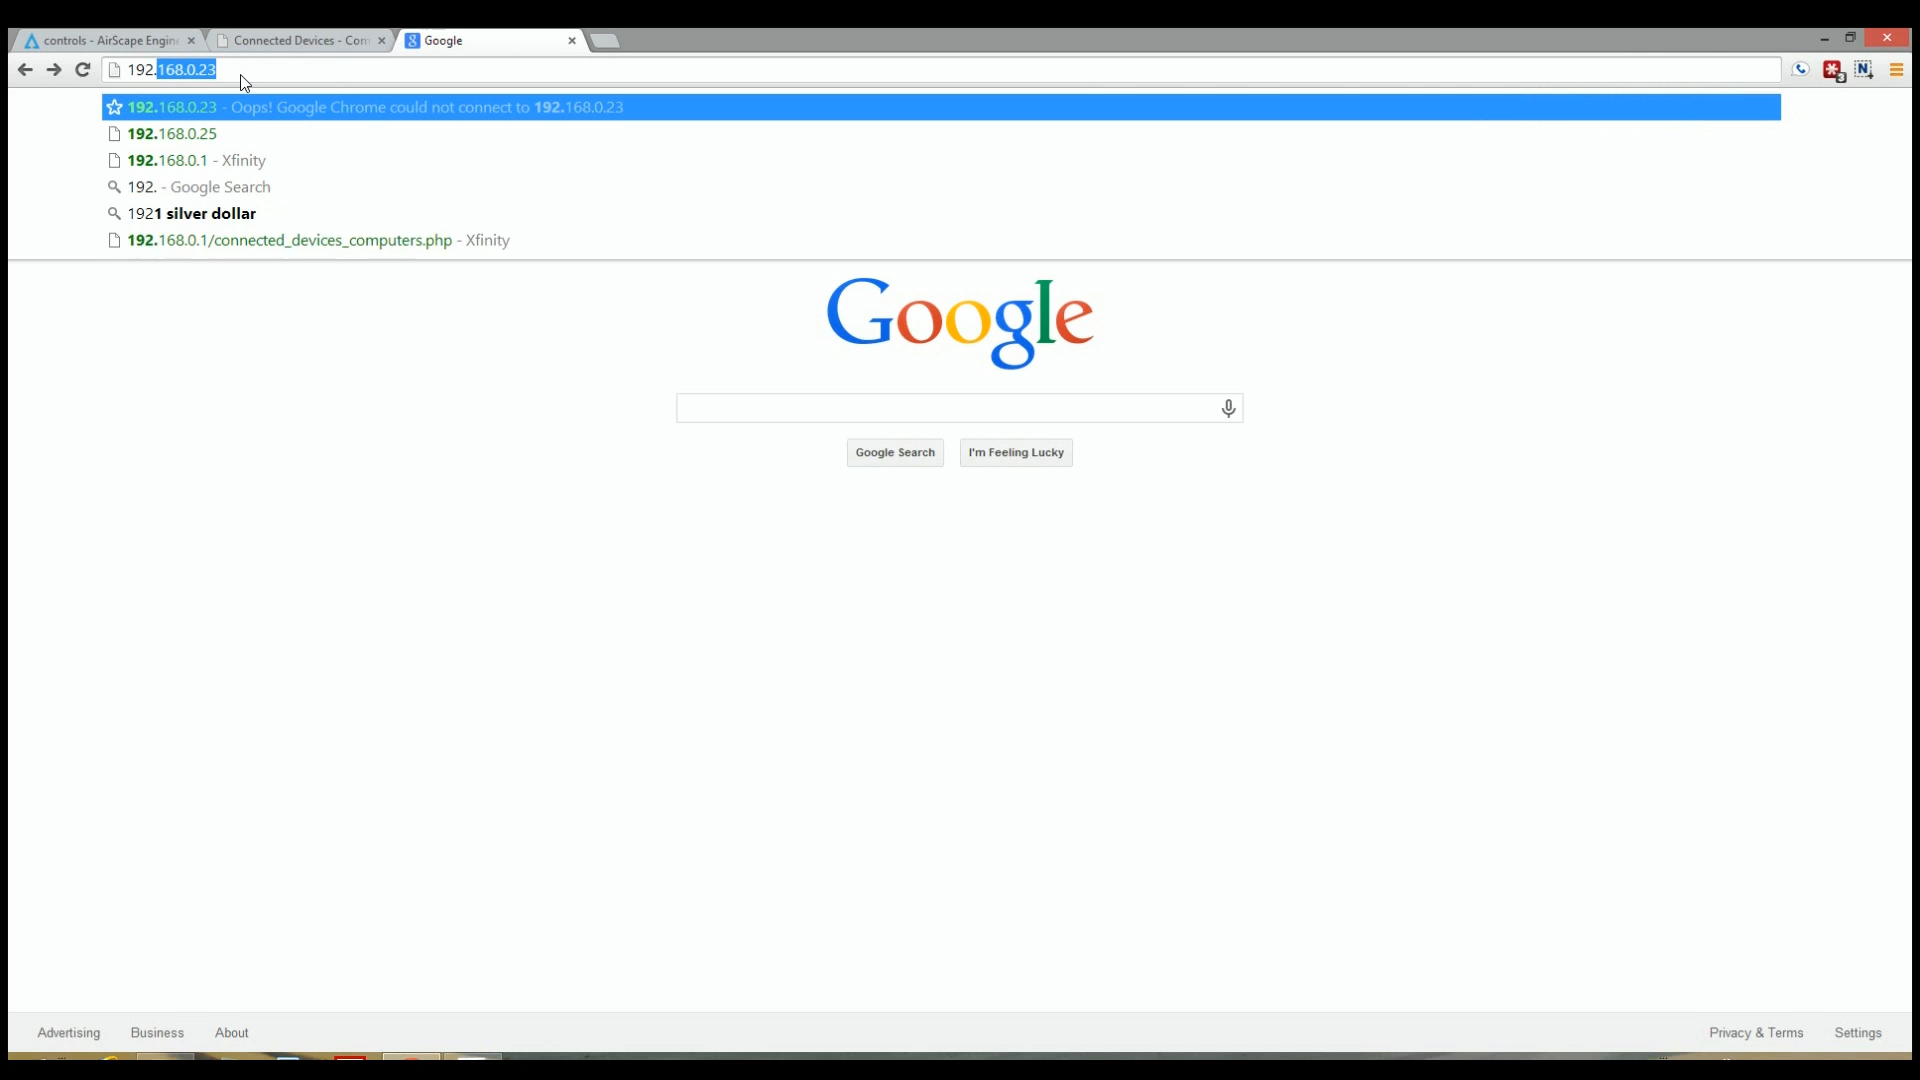 controls - AirScape Engine
Connected Devices - Com
Google
192.168.0.23
3
N
192.168.0.23 - Oops! Google Chrome could not connect to 192.168.0.23
192.168.0.25
192.168.0.1 - Xfinity
192. - Google Search
1921 silver dollar
192.168.0.1/connected_devices_computers.php - Xfinity
Google
Google Search
I'm Feeling Lucky
Advertising
Business
About
Privacy & Terms
Settings